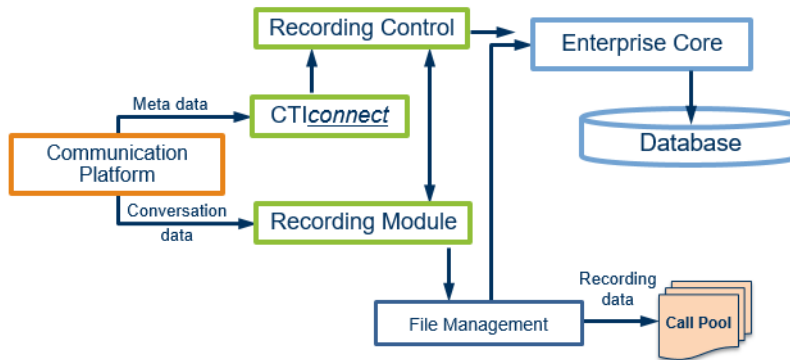 Recording Control
Enterprise Core
Meta data
CTIconnect
Database
Communication
Platform
Conversation
data
Recording Module
Recording
data
File Management
Call Pool